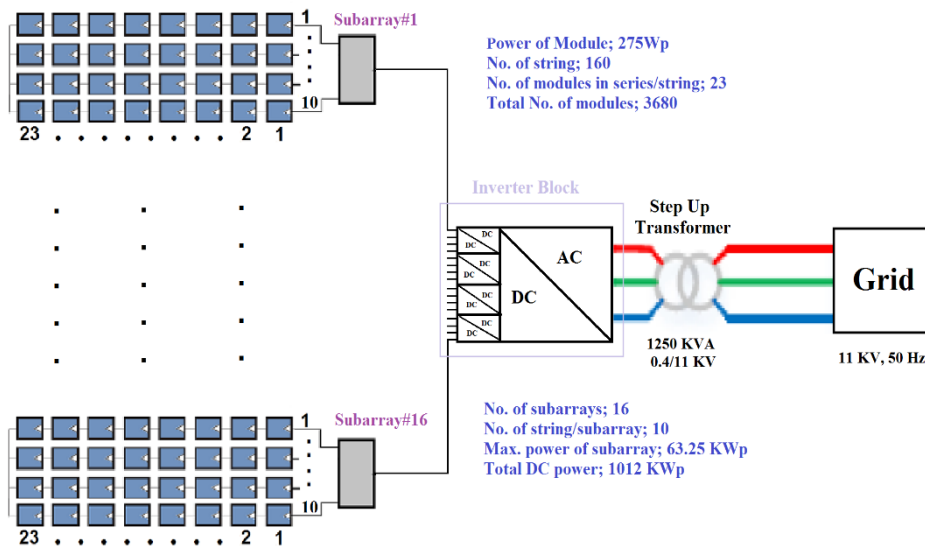 Subarray#1
1
10
23 . . . . . . . . 2 1
Power of Module; 275Wp
No. of string; 160
No. of modules in series/string; 23
Total No. of modules; 3680
Inverter Block
DC
DC
DC
DC
DC
DC
DC
DC
DC
AC
Step Up
Transformer
1250 KVA
0.4/11 KV
Grid
11 KV, 50 Hz
Subarray#16
1
10
23 . . . . . . . . 2 1
No. of subarrays; 16
No. of string/subarray; 10
Max. power of subarray; 63.25 KWp
Total DC power; 1012 KWp